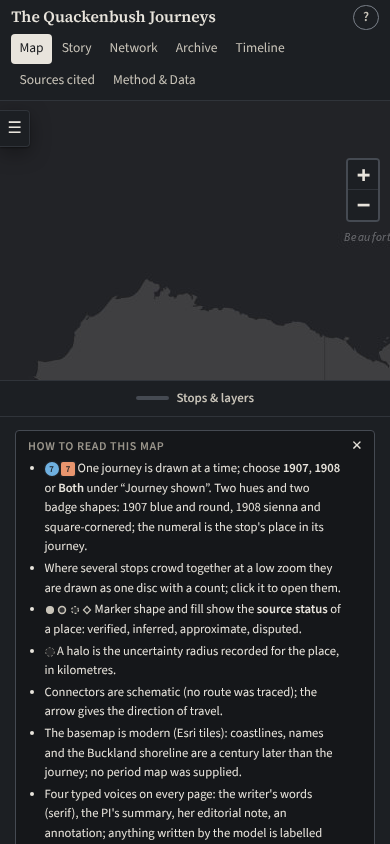 The Quackenbush Journeys
?
Map Story Network Archive Timeline
Sources cited Method & Data
☰
+
−
Beaufort
Stops & layers
HOW TO READ THIS MAP ×
• 7 7 One journey is drawn at a time; choose 1907, 1908
or Both under “Journey shown”. Two hues and two
badge shapes: 1907 blue and round, 1908 sienna and
square-cornered; the numeral is the stop's place in its
journey.
• Where several stops crowd together at a low zoom they
are drawn as one disc with a count; click it to open them.
• Marker shape and fill show the source status of
a place: verified, inferred, approximate, disputed.
• A halo is the uncertainty radius recorded for the place,
in kilometres.
• Connectors are schematic (no route was traced); the
arrow gives the direction of travel.
• The basemap is modern (Esri tiles): coastlines, names
and the Buckland shoreline are a century later than the
journey; no period map was supplied.
• Four typed voices on every page: the writer's words
(serif), the PI's summary, her editorial note, an
annotation; anything written by the model is labelled